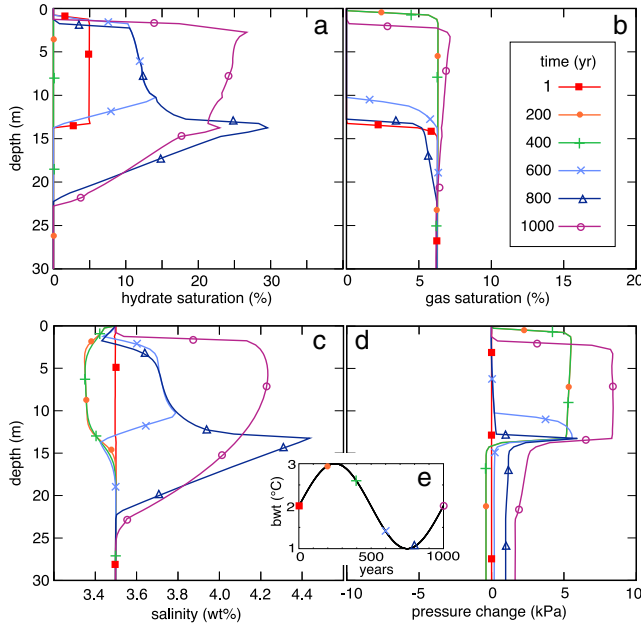 a
b
0
5
10
15
20
25
30
depth (m)
0 10 20 30 40
hydrate saturation (%)
0 5 10 15 20
gas saturation (%)
time (yr)
1
200
400
600
800
1000
c
d
0
5
10
15
20
25
30
depth (m)
3.4 3.6 3.8 4.0 4.2 4.4 4.6
salinity (wt%)
-10 -5 0 5 10
pressure change (kPa)
e
3
2
1
bwt (°C)
0 500 1000
years